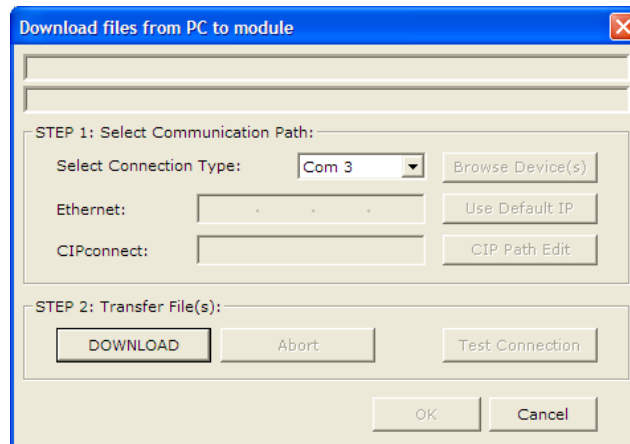 Download files from PC to module
STEP 1: Select Communication Path:
Select Connection Type: Com 3 Browse Device(s)
Ethernet: . . . Use Default IP
CIPconnect: CIP Path Edit
STEP 2: Transfer File(s):
DOWNLOAD Abort Test Connection
OK Cancel